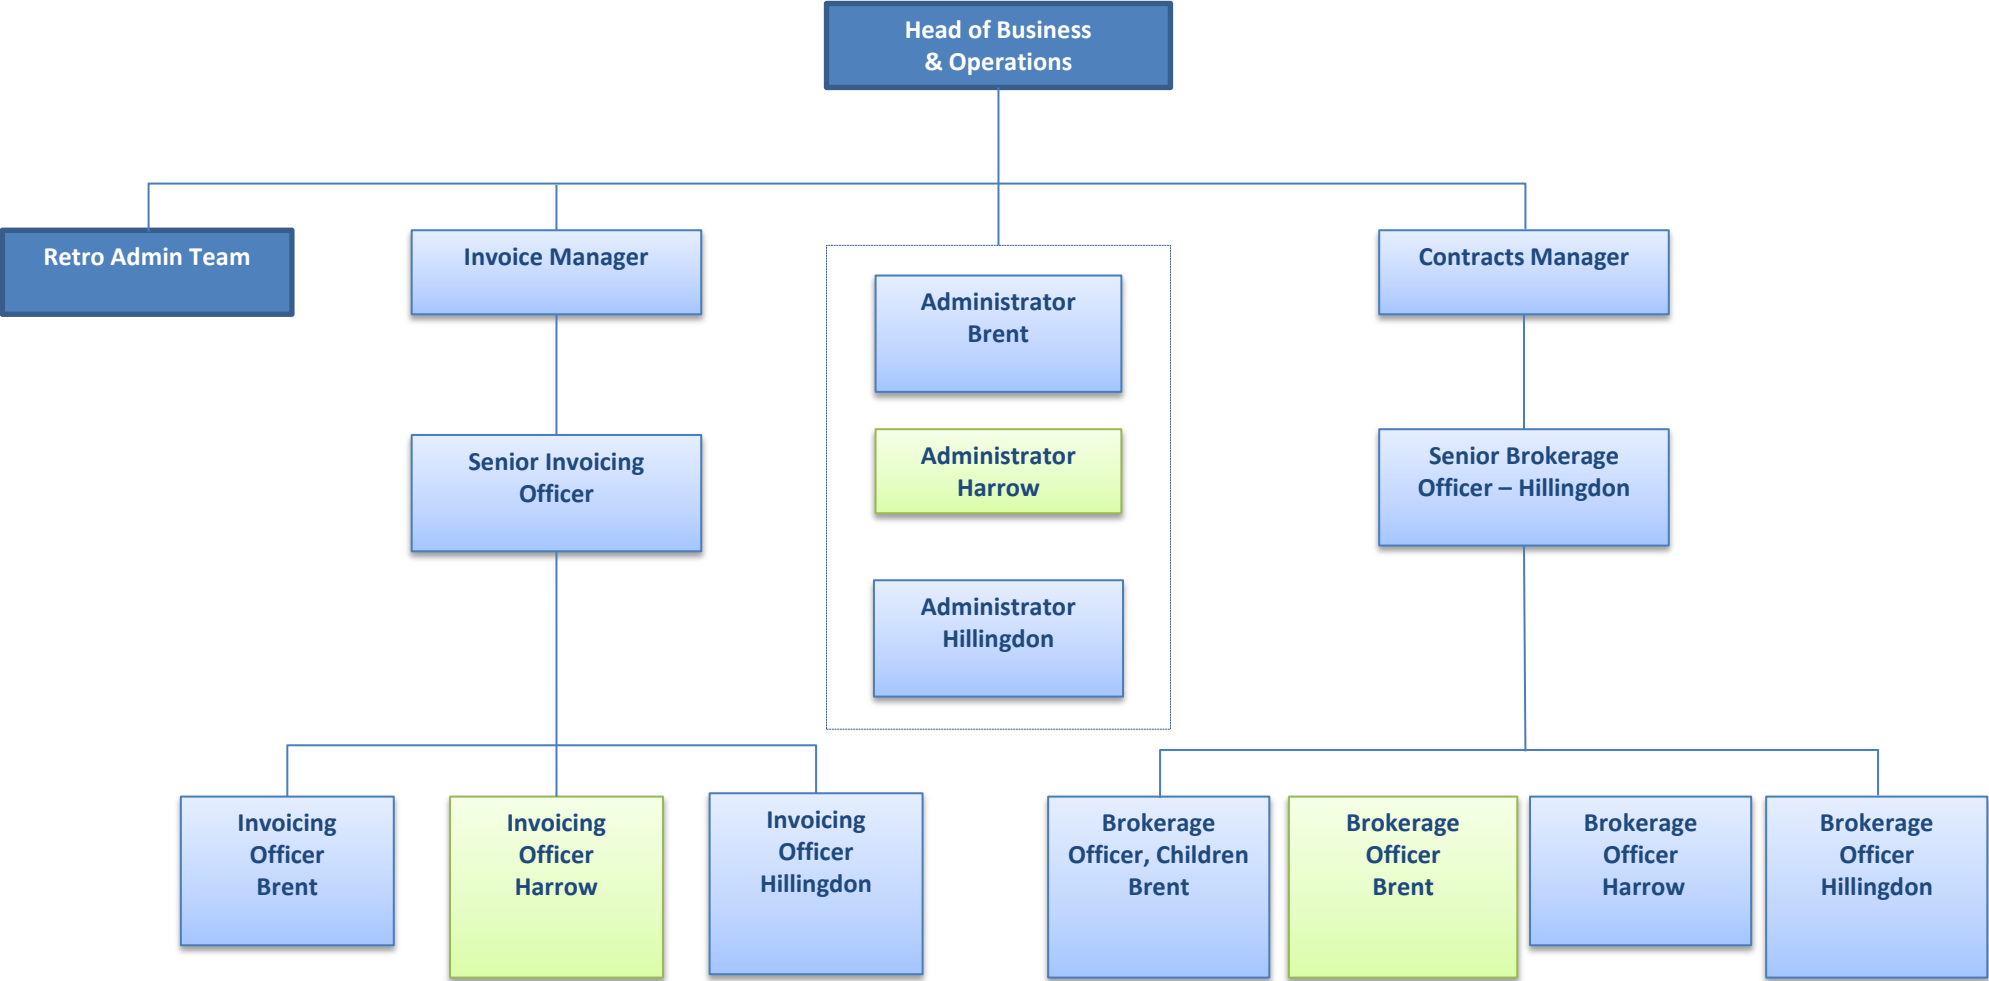 Head of Business
& Operations
Retro Admin Team
Invoice Manager
Contracts Manager
Administrator
Brent
Administrator
Harrow
Administrator
Hillingdon
Senior Invoicing
Officer
Senior Brokerage
Officer – Hillingdon
Invoicing
Officer
Brent
Invoicing
Officer
Harrow
Invoicing
Officer
Hillingdon
Brokerage
Officer, Children
Brent
Brokerage
Officer
Brent
Brokerage
Officer
Harrow
Brokerage
Officer
Hillingdon